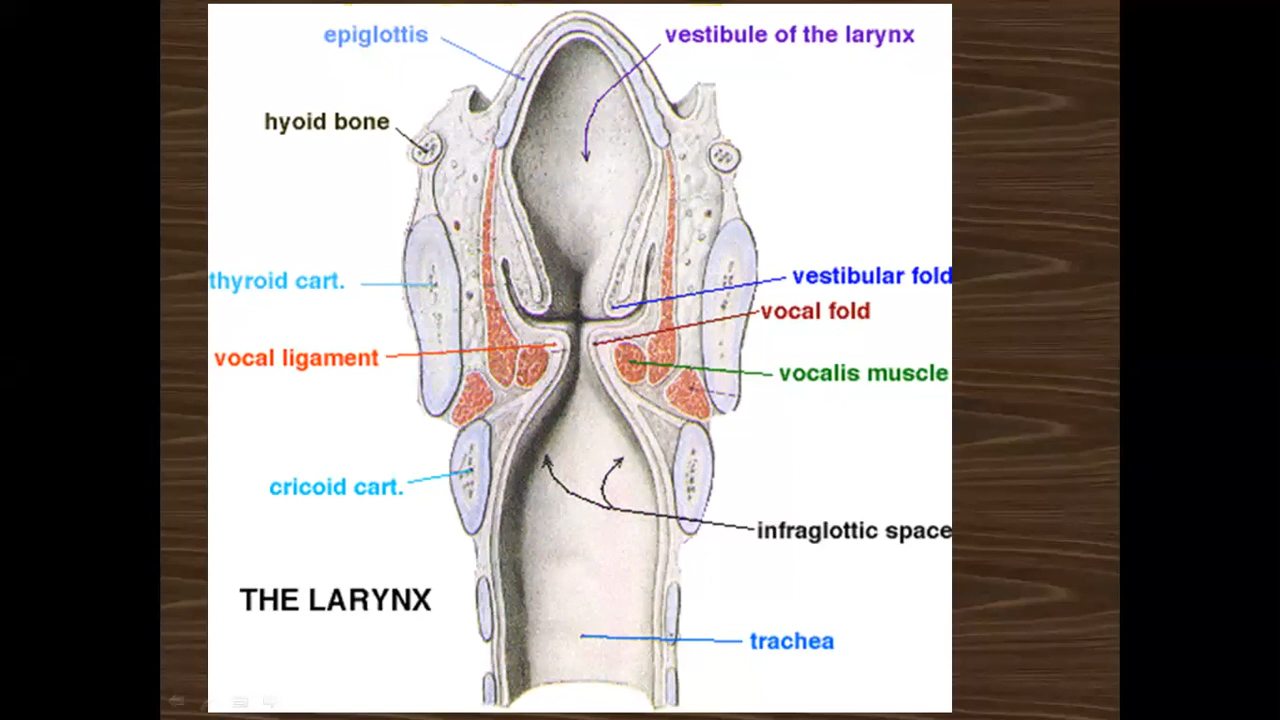 epiglottis
vestibule of the larynx
hyoid bone
thyroid cart.
vestibular fold
vocal fold
vocal ligament
vocalis muscle
cricoid cart.
infraglottic space
THE LARYNX
trachea